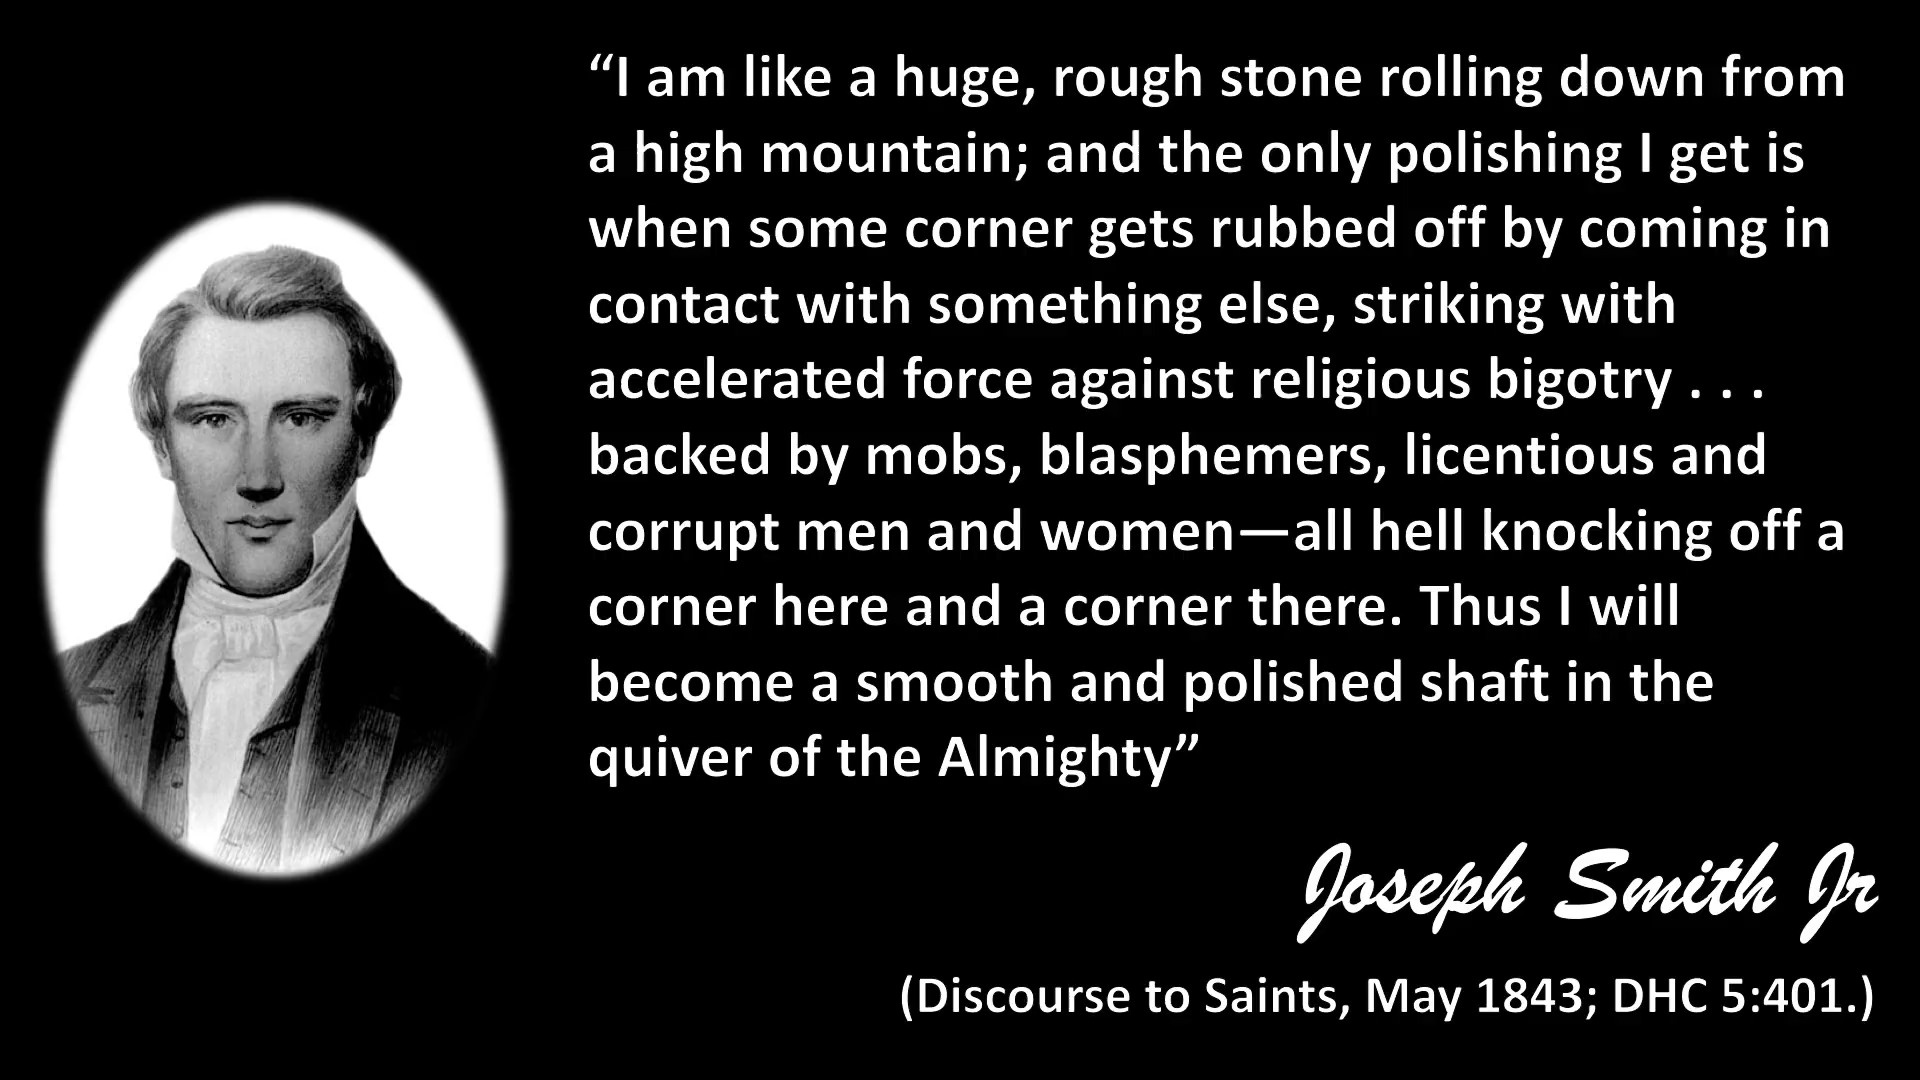 “I am like a huge, rough stone rolling down from
a high mountain; and the only polishing I get is
when some corner gets rubbed off by coming in
contact with something else, striking with
accelerated force against religious bigotry . . .
backed by mobs, blasphemers, licentious and
corrupt men and women—all hell knocking off a
corner here and a corner there. Thus I will
become a smooth and polished shaft in the
quiver of the Almighty”
Joseph Smith Jr
(Discourse to Saints, May 1843; DHC 5:401.)